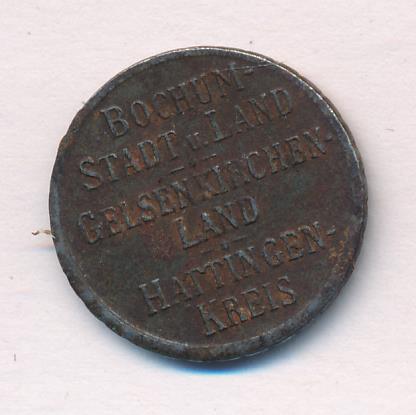 BOCHUM-
STADT U. LAND
GELSENKIRCHEN-
LAND
HATTINGEN-
KREIS